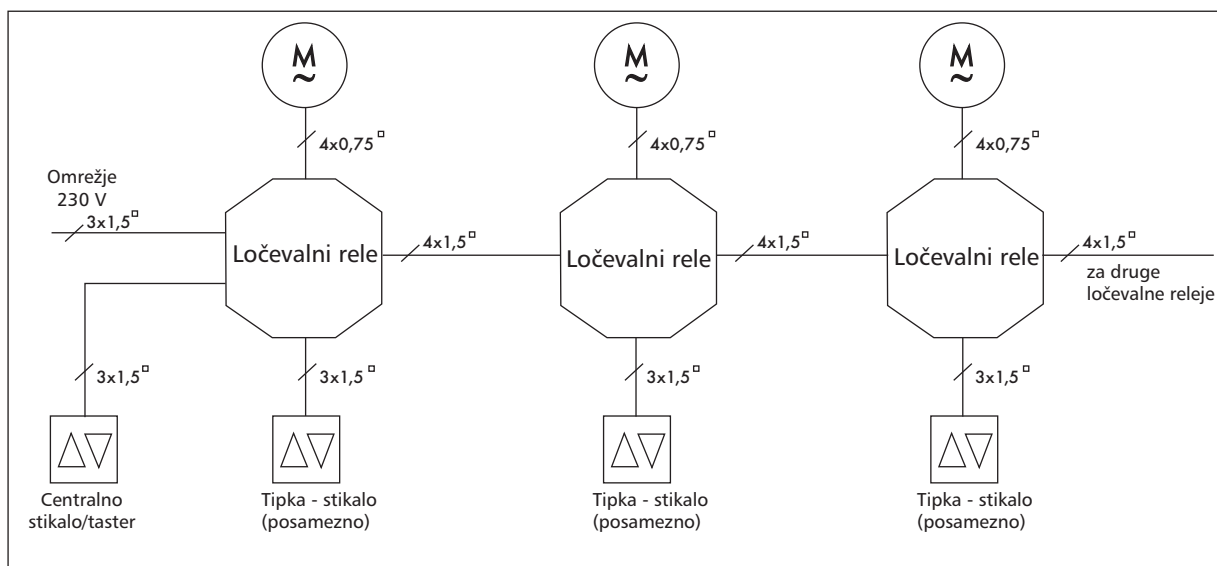 M
~
M
~
M
~
4x0,75□
4x0,75□
4x0,75□
Omrežje
230 V
3x1,5□
Ločevalni rele
4x1,5□
Ločevalni rele
4x1,5□
Ločevalni rele
4x1,5□
za druge
ločevalne releje
3x1,5□
3x1,5□
3x1,5□
3x1,5□
Centralno
stikalo/taster
Tipka - stikalo
(posamezno)
Tipka - stikalo
(posamezno)
Tipka - stikalo
(posamezno)